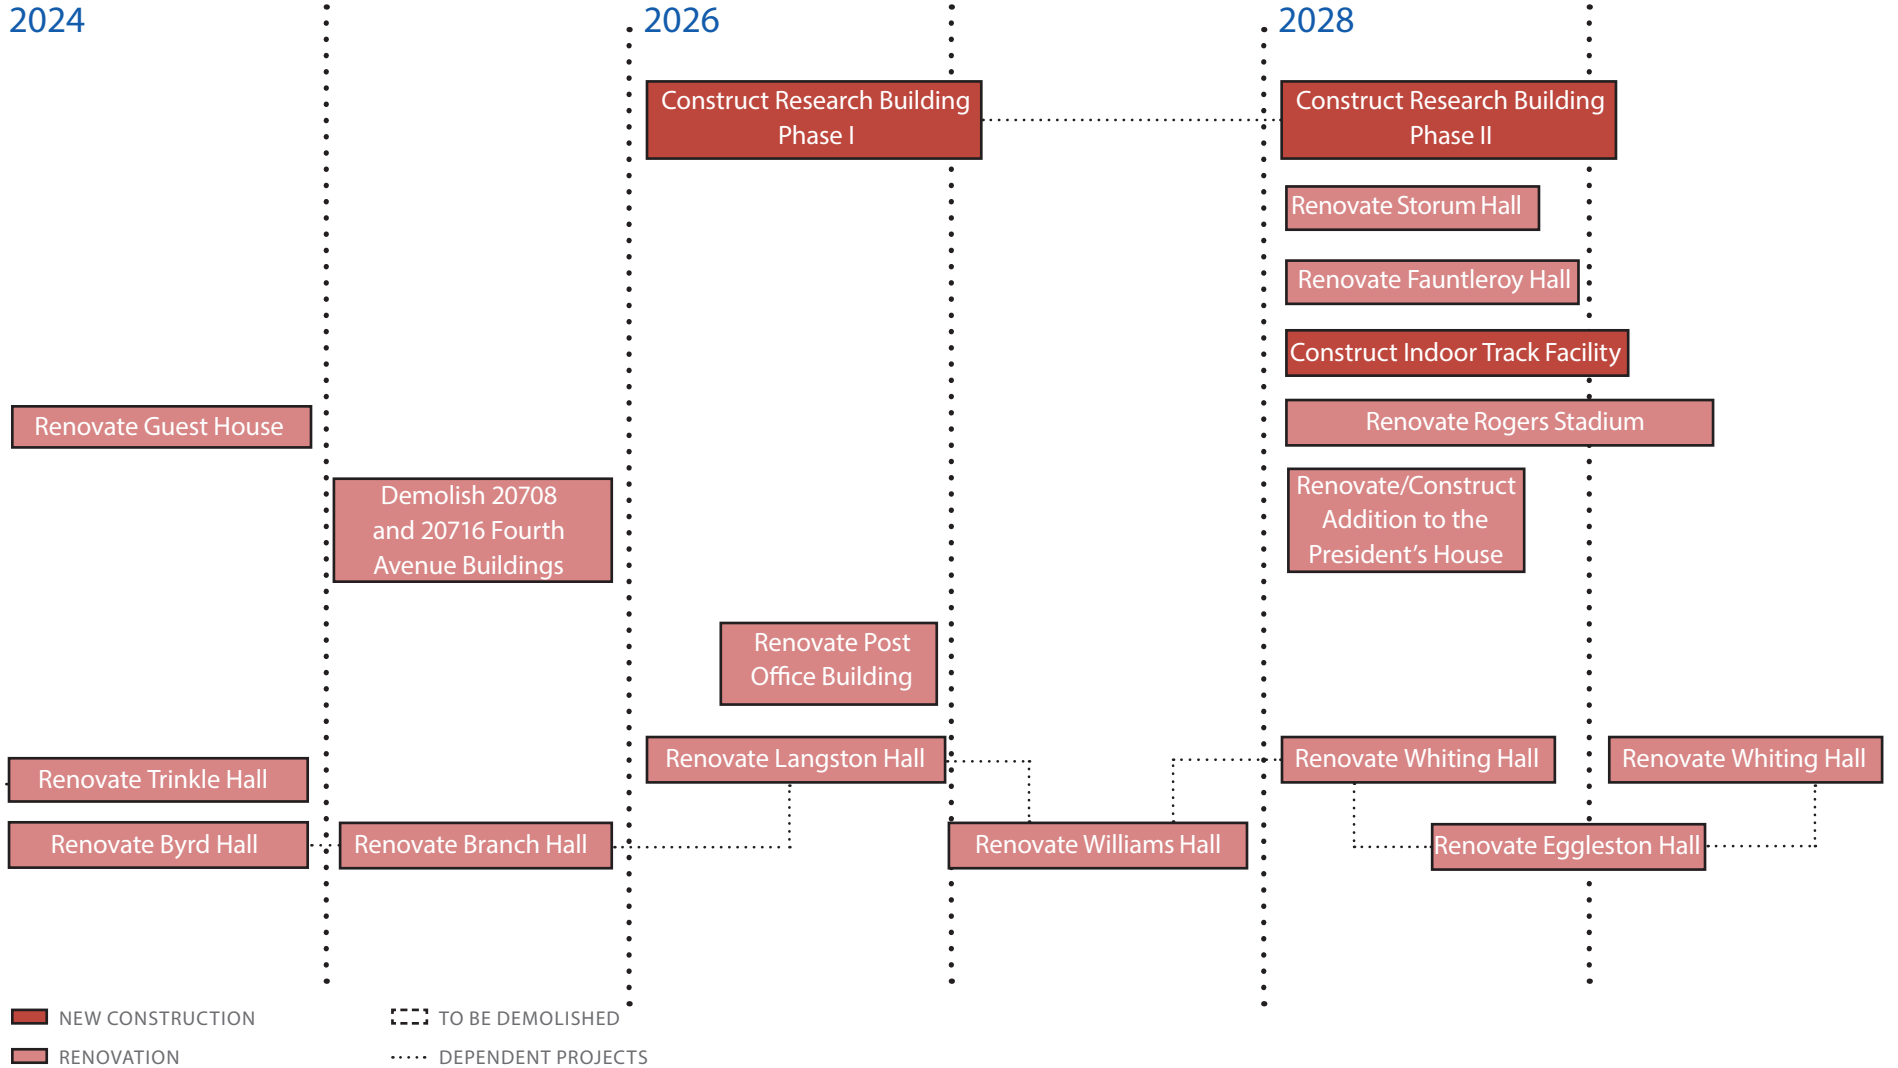 2024
2026
2028
Construct Research Building
Phase I
Construct Research Building
Phase II
Renovate Storum Hall
Renovate Fauntleroy Hall
Construct Indoor Track Facility
Renovate Guest House
Renovate Rogers Stadium
Demolish 20708
and 20716 Fourth
Avenue Buildings
Renovate/Construct
Addition to the
President’s House
Renovate Post
Office Building
Renovate Langston Hall
Renovate Whiting Hall
Renovate Whiting Hall
Renovate Trinkle Hall
Renovate Byrd Hall
Renovate Branch Hall
Renovate Williams Hall
Renovate Eggleston Hall
NEW CONSTRUCTION
TO BE DEMOLISHED
RENOVATION
DEPENDENT PROJECTS